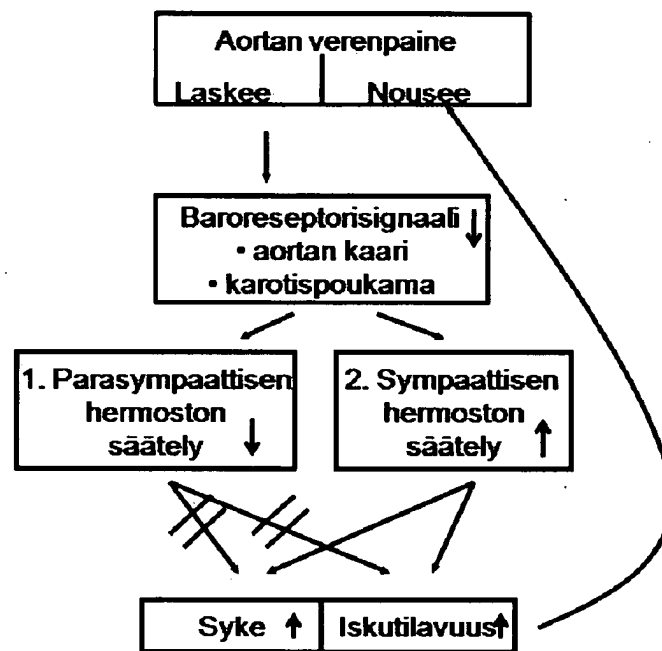 Aortan verenpaine
Laskee Nousee
Baroreseptorisignaali ↓
• aortan kaari
• karotispoukama
1. Parasympaattisen
hermoston
säätely ↓
2. Sympaattisen
hermoston
säätely ↑
Syke ↑ Iskutilavuus ↑